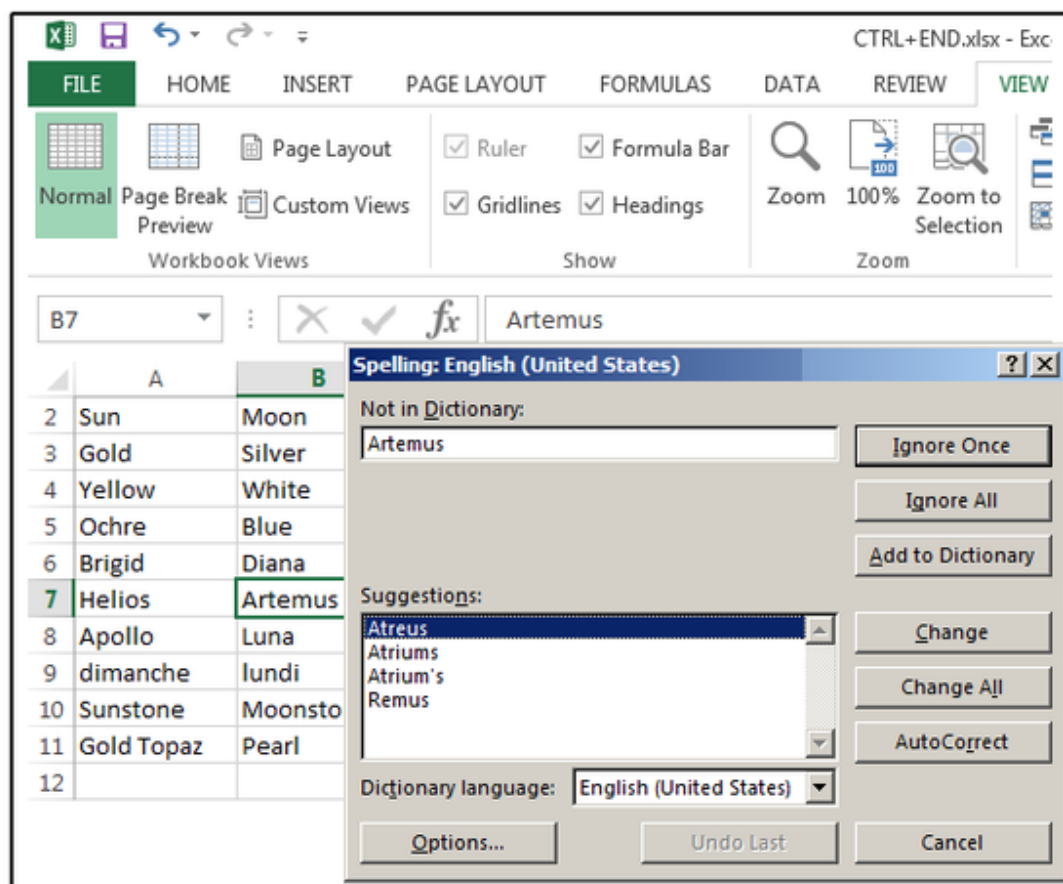 CTRL+END.xlsx - Exc
FILE HOME INSERT PAGE LAYOUT FORMULAS DATA REVIEW VIEW
Normal Page Break Preview Page Layout Custom Views
Ruler Formula Bar
Gridlines Headings
Zoom 100% Zoom to Selection
100
Workbook Views Show Zoom
B7 fx Artemus
A B
2 Sun Moon
3 Gold Silver
4 Yellow White
5 Ochre Blue
6 Brigid Diana
7 Helios Artemus
8 Apollo Luna
9 dimanche lundi
10 Sunstone Moonsto
11 Gold Topaz Pearl
12
Spelling: English (United States) ? X
Not in Dictionary:
Artemus
Ignore Once
Ignore All
Add to Dictionary
Suggestions:
Atreus
Atriums
Atrium's
Remus
Change
Change All
AutoCorrect
Dictionary language: English (United States)
Options... Undo Last Cancel